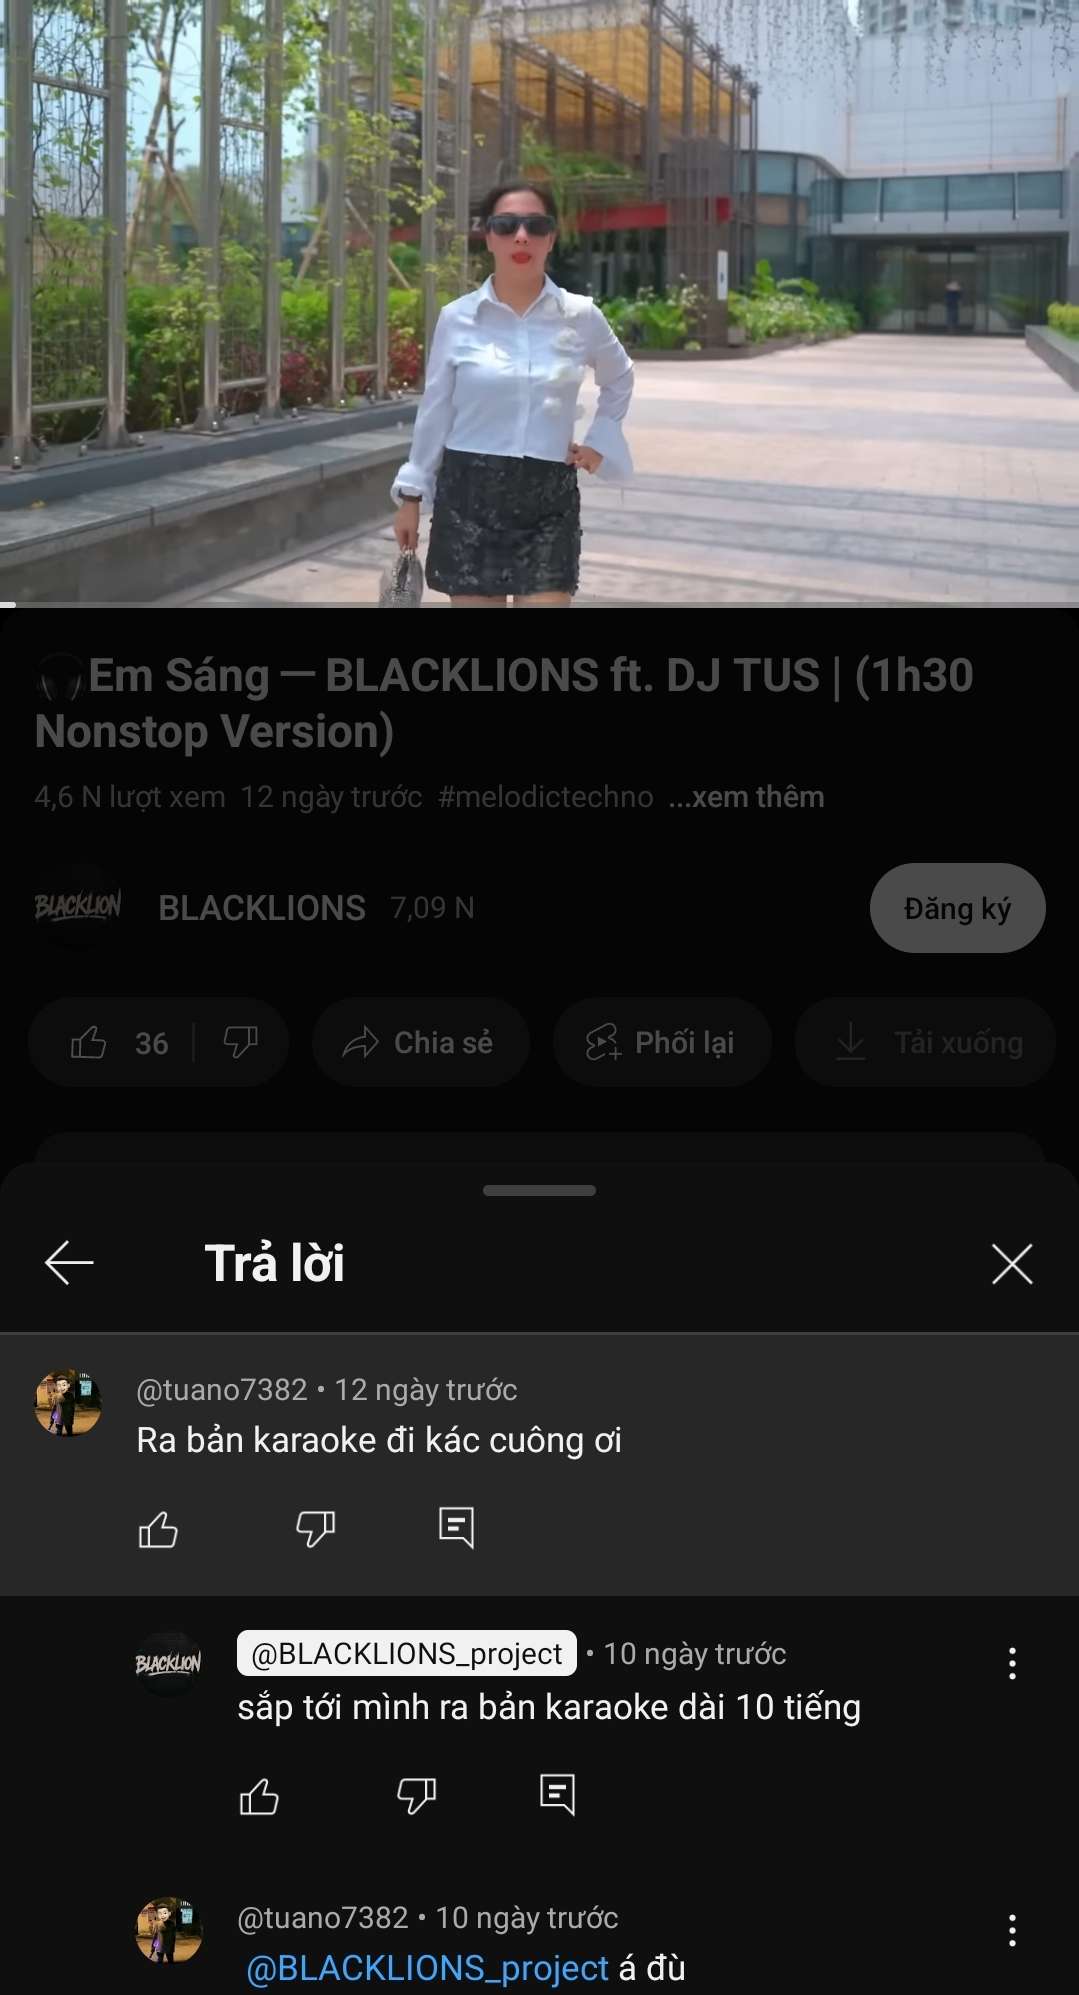 Z
🎧Em Sáng — BLACKLIONS ft. DJ TUS | (1h30
Nonstop Version)
4,6 N lượt xem 12 ngày trước #melodictechno ...xem thêm
BLACKLION BLACKLIONS 7,09 N Đăng ký
36 Chia sẻ Phối lại Tải xuống
Trả lời
@tuano7382 • 12 ngày trước
Ra bản karaoke đi kác cuông ơi
BLACKLION @BLACKLIONS_project • 10 ngày trước
sắp tới mình ra bản karaoke dài 10 tiếng
@tuano7382 • 10 ngày trước
@BLACKLIONS_project á đù